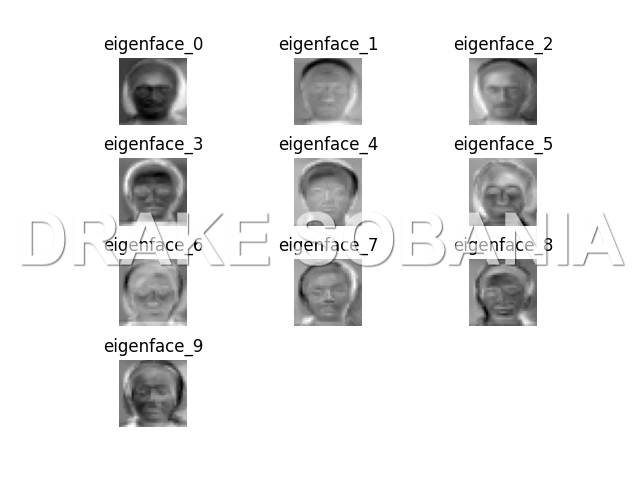 eigenface_0 eigenface_1 eigenface_2
eigenface_3 eigenface_4 eigenface_5
DRAKE SOBANIA
eigenface_6 eigenface_7 eigenface_8
eigenface_9